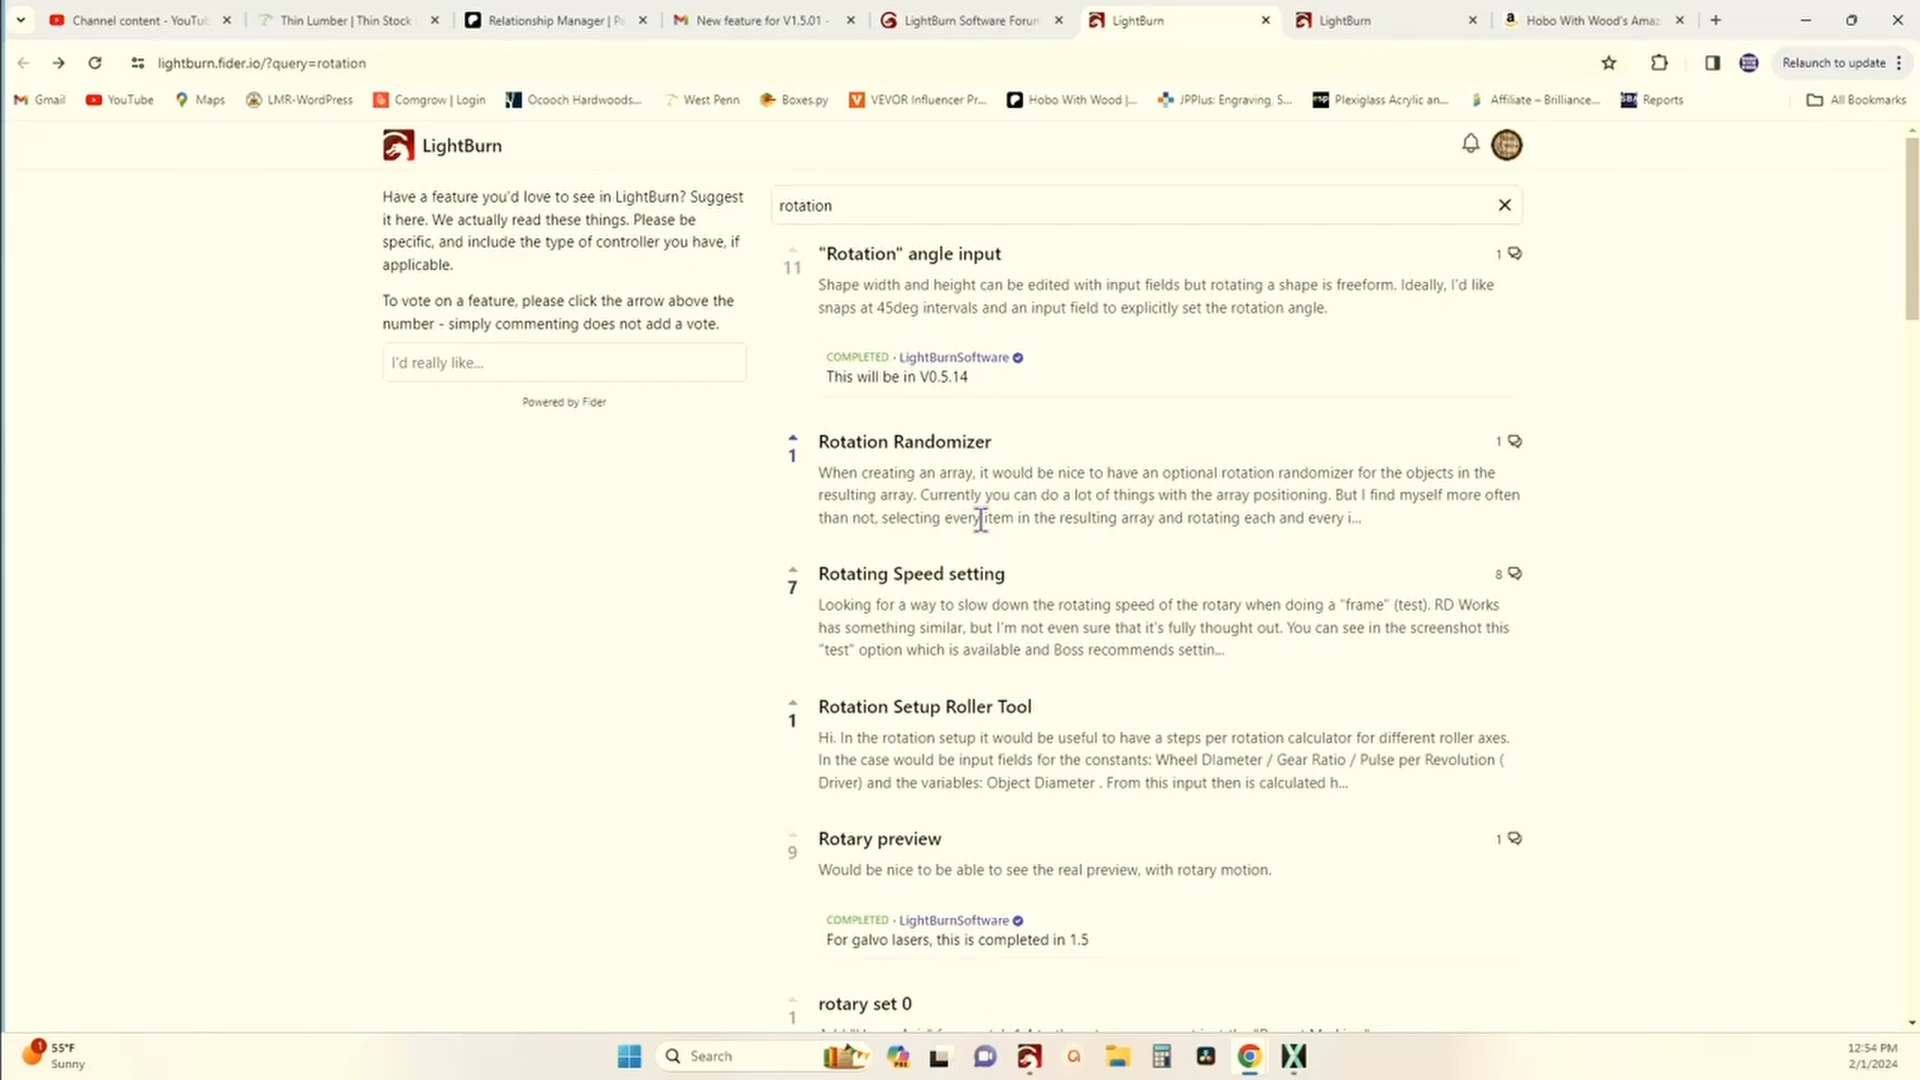 Channel content - YouTu
Thin Lumber | Thin Stock
Relationship Manager | P
New feature for V1.5.01 -
LightBurn Software Forum
LightBurn
LightBurn
Hobo With Wood's Ama
lightburn.fider.io/?query=rotation
Relaunch to update
Gmail
YouTube
Maps
LMR-WordPress
Comgrow | Login
Ocooch Hardwoods...
West Penn
Boxes.py
VEVOR Influencer Pr...
Hobo With Wood |...
JPPlus: Engraving, S...
Plexiglass Acrylic an...
Affiliate – Brilliance...
Reports
All Bookmarks
LightBurn
Have a feature you'd love to see in LightBurn? Suggest
it here. We actually read these things. Please be
specific, and include the type of controller you have, if
applicable.
To vote on a feature, please click the arrow above the
number - simply commenting does not add a vote.
I'd really like...
Powered by Fider
rotation
11
"Rotation" angle input
1
Shape width and height can be edited with input fields but rotating a shape is freeform. Ideally, I'd like
snaps at 45deg intervals and an input field to explicitly set the rotation angle.
COMPLETED · LightBurnSoftware
This will be in V0.5.14
1
Rotation Randomizer
1
When creating an array, it would be nice to have an optional rotation randomizer for the objects in the
resulting array. Currently you can do a lot of things with the array positioning. But I find myself more often
than not, selecting every item in the resulting array and rotating each and every i...
7
Rotating Speed setting
8
Looking for a way to slow down the rotating speed of the rotary when doing a "frame" (test). RD Works
has something similar, but I'm not even sure that it's fully thought out. You can see in the screenshot this
"test" option which is available and Boss recommends settin...
1
Rotation Setup Roller Tool
Hi. In the rotation setup it would be useful to have a steps per rotation calculator for different roller axes.
In the case would be input fields for the constants: Wheel DIameter / Gear Ratio / Pulse per Revolution (
Driver) and the variables: Object Diameter . From this input then is calculated h...
9
Rotary preview
1
Would be nice to be able to see the real preview, with rotary motion.
COMPLETED · LightBurnSoftware
For galvo lasers, this is completed in 1.5
1
rotary set 0
1
55°F
Sunny
Search
12:54 PM
2/1/2024